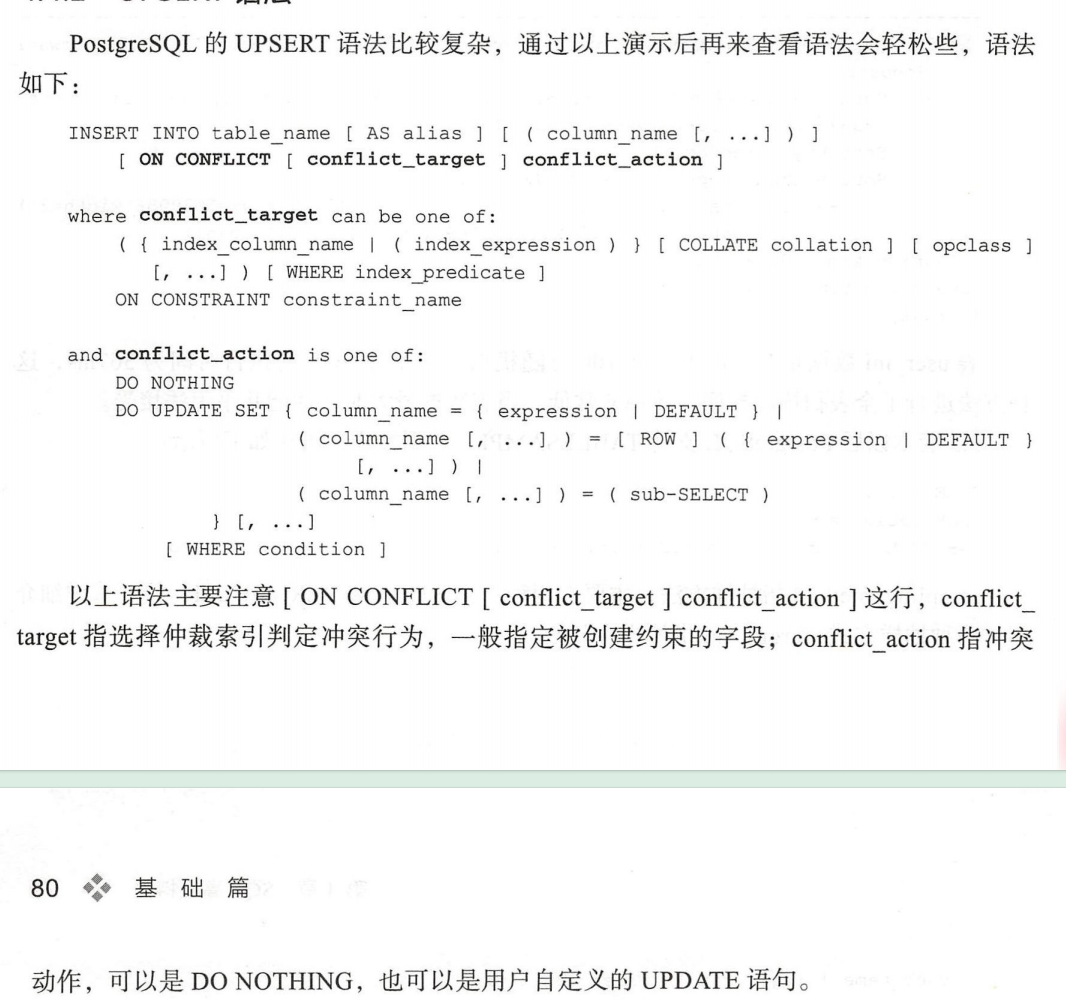 PostgreSQL 的 UPSERT 语法比较复杂，通过以上演示后再来查看语法会轻松些，语法
如下：
INSERT INTO table_name [ AS alias ] [ ( column_name [, ...] ) ]
[ ON CONFLICT [ conflict_target ] conflict_action ]
where conflict_target can be one of:
( { index_column_name | ( index_expression ) } [ COLLATE collation ] [ opclass ]
[, ...] ) [ WHERE index_predicate ]
ON CONSTRAINT constraint_name
and conflict_action is one of:
DO NOTHING
DO UPDATE SET { column_name = { expression | DEFAULT } |
( column_name [, ...] ) = [ ROW ] ( { expression | DEFAULT }
[, ...] ) |
( column_name [, ...] ) = ( sub-SELECT )
} [, ...]
[ WHERE condition ]
以上语法主要注意 [ ON CONFLICT [ conflict_target ] conflict_action ] 这行，conflict_
target 指选择仲裁索引判定冲突行为，一般指定被创建约束的字段；conflict_action 指冲突
80 基 础 篇
动作，可以是 DO NOTHING，也可以是用户自定义的 UPDATE 语句。